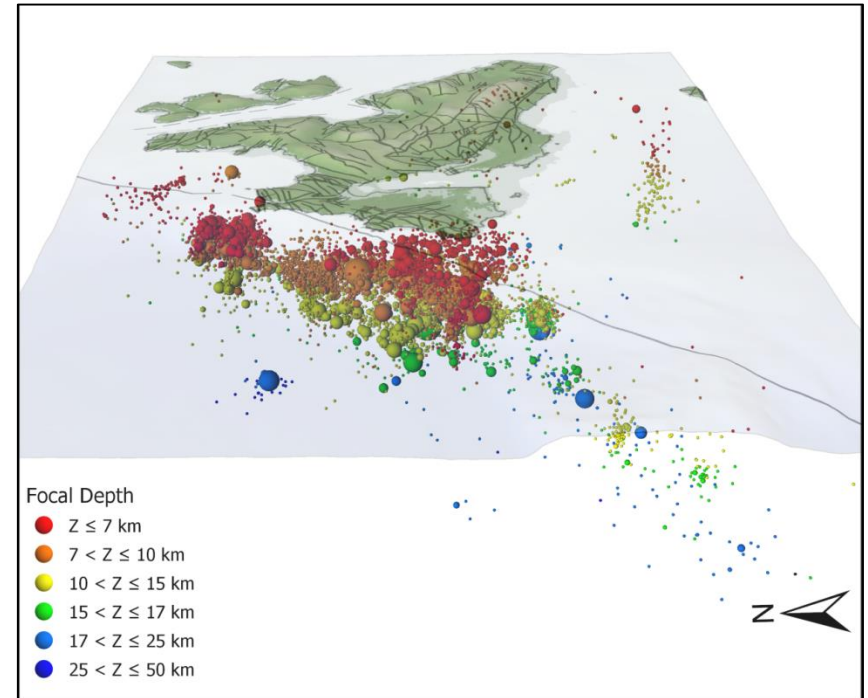 Focal Depth
Z ≤ 7 km
7 < Z ≤ 10 km
10 < Z ≤ 15 km
15 < Z ≤ 17 km
17 < Z ≤ 25 km
25 < Z ≤ 50 km
N